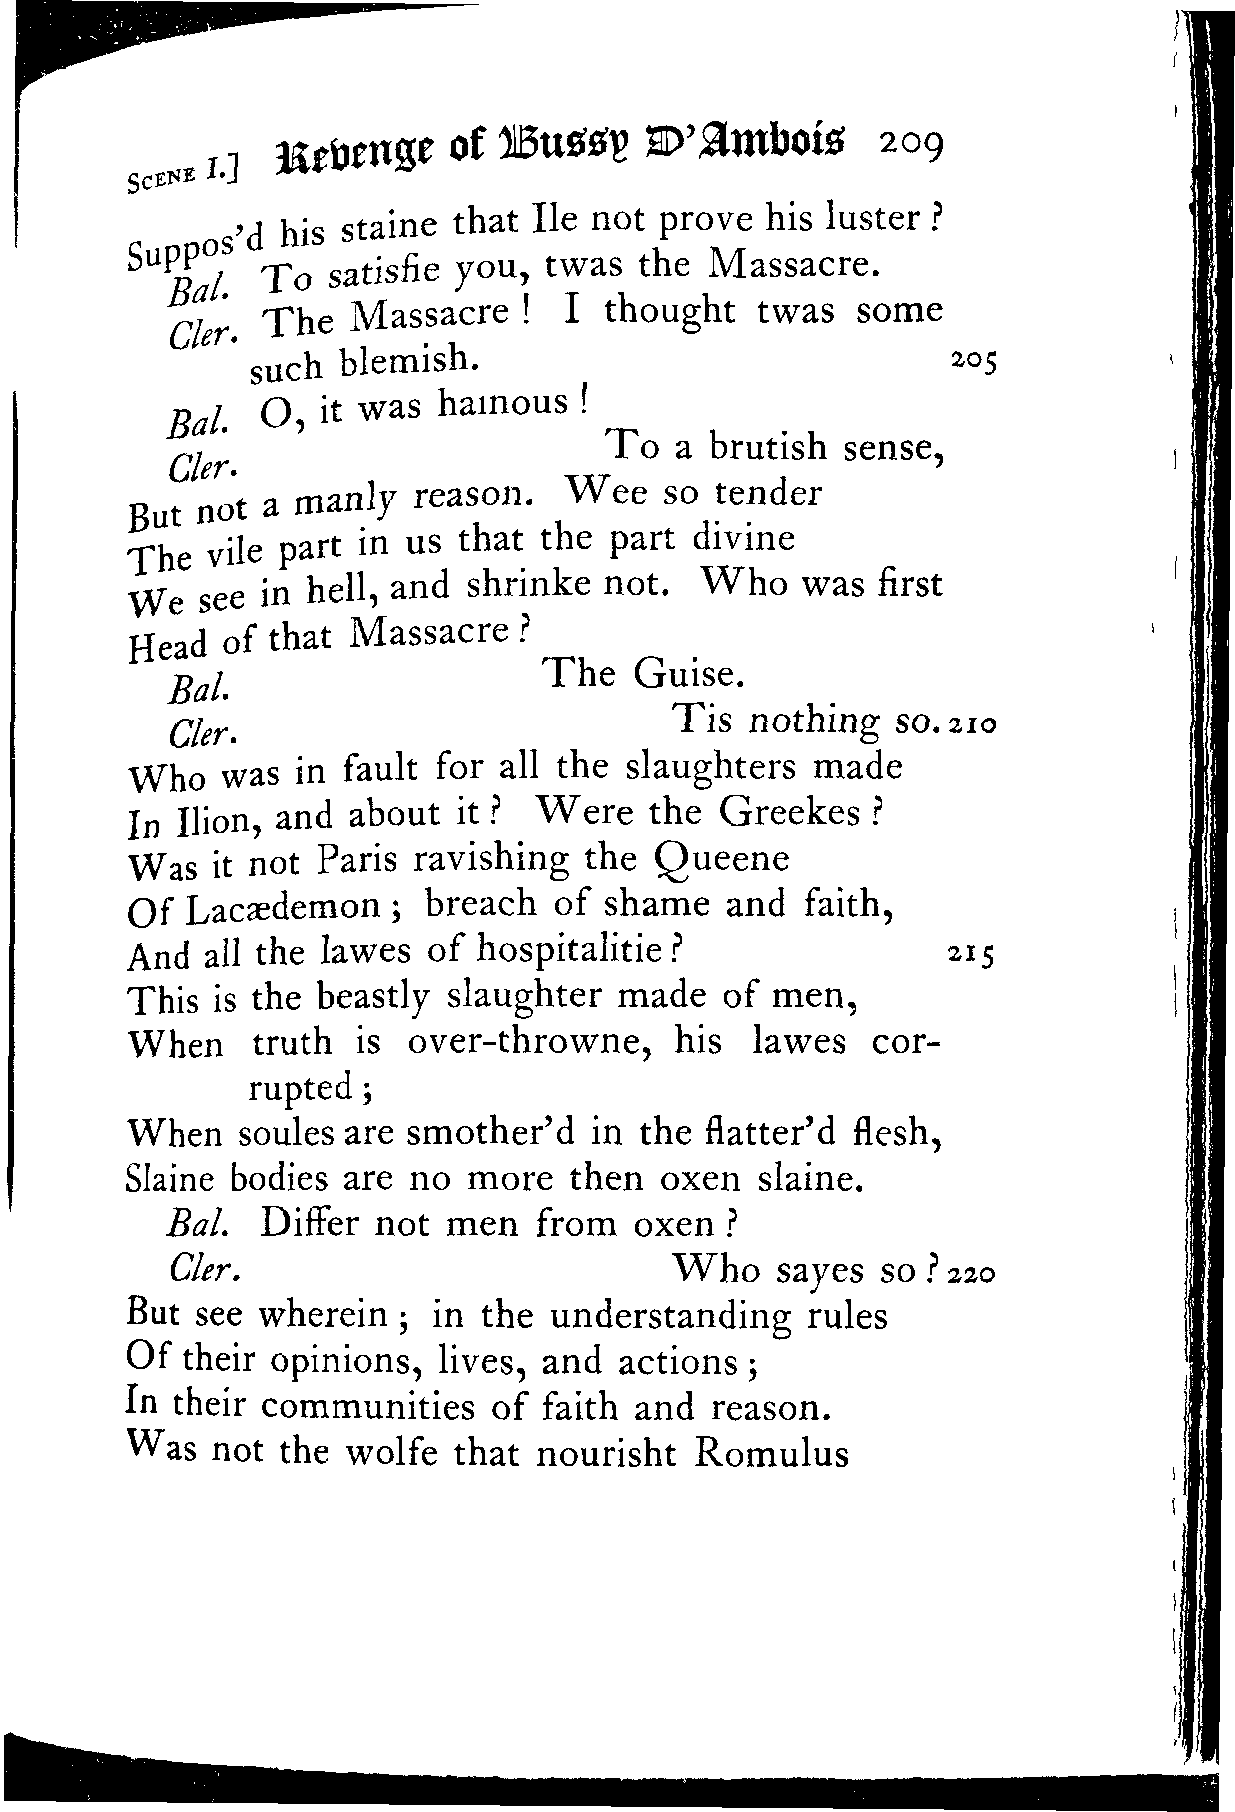 SCENE I.] Revenge of Bussy D'Ambois 209
Suppos'd his staine that Ile not prove his luster?
Bal. To satisfie you, twas the Massacre.
Cler. The Massacre! I thought twas some
such blemish. 205
Bal. O, it was hainous!
Cler. To a brutish sense,
But not a manly reason. Wee so tender
The vile part in us that the part divine
We see in hell, and shrinke not. Who was first
Head of that Massacre?
Bal. The Guise.
Cler. Tis nothing so. 210
Who was in fault for all the slaughters made
In Ilion, and about it? Were the Greekes?
Was it not Paris ravishing the Queene
Of Lacædemon; breach of shame and faith,
And all the lawes of hospitalitie? 215
This is the beastly slaughter made of men,
When truth is over-throwne, his lawes cor-
rupted;
When soules are smother'd in the flatter'd flesh,
Slaine bodies are no more then oxen slaine.
Bal. Differ not men from oxen?
Cler. Who sayes so? 220
But see wherein; in the understanding rules
Of their opinions, lives, and actions;
In their communities of faith and reason.
Was not the wolfe that nourisht Romulus